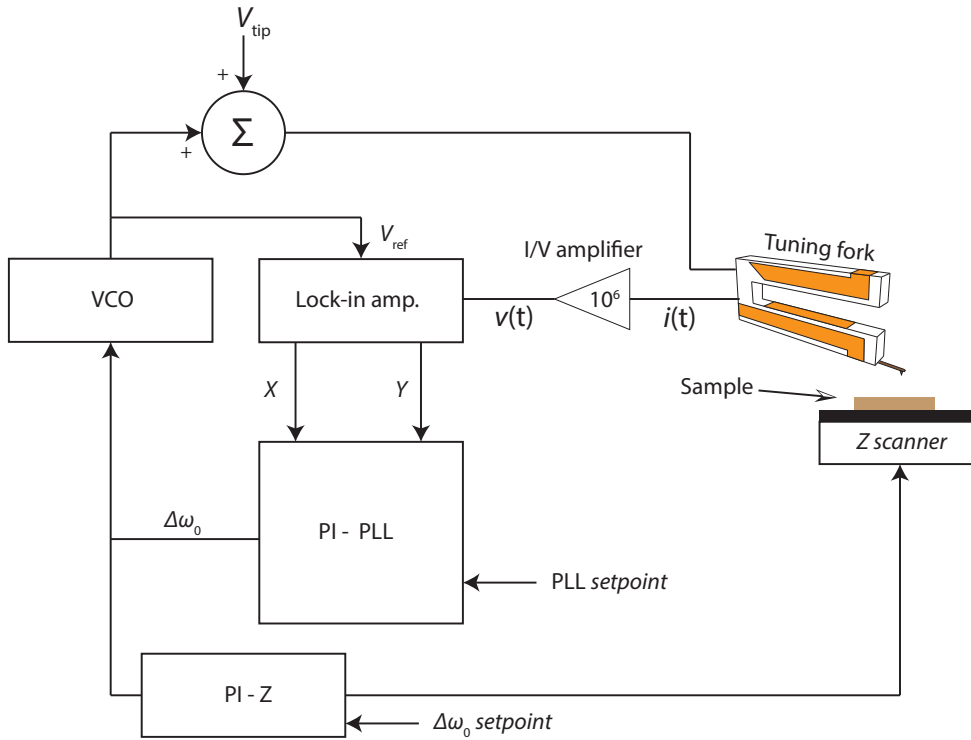 V_tip
+
Σ
+
V_ref
I/V amplifier
Tuning fork
VCO
Lock-in amp.
10⁶
v(t)
i(t)
X
Y
Sample
Z scanner
Δω₀
PI - PLL
PLL setpoint
PI - Z
Δω₀ setpoint